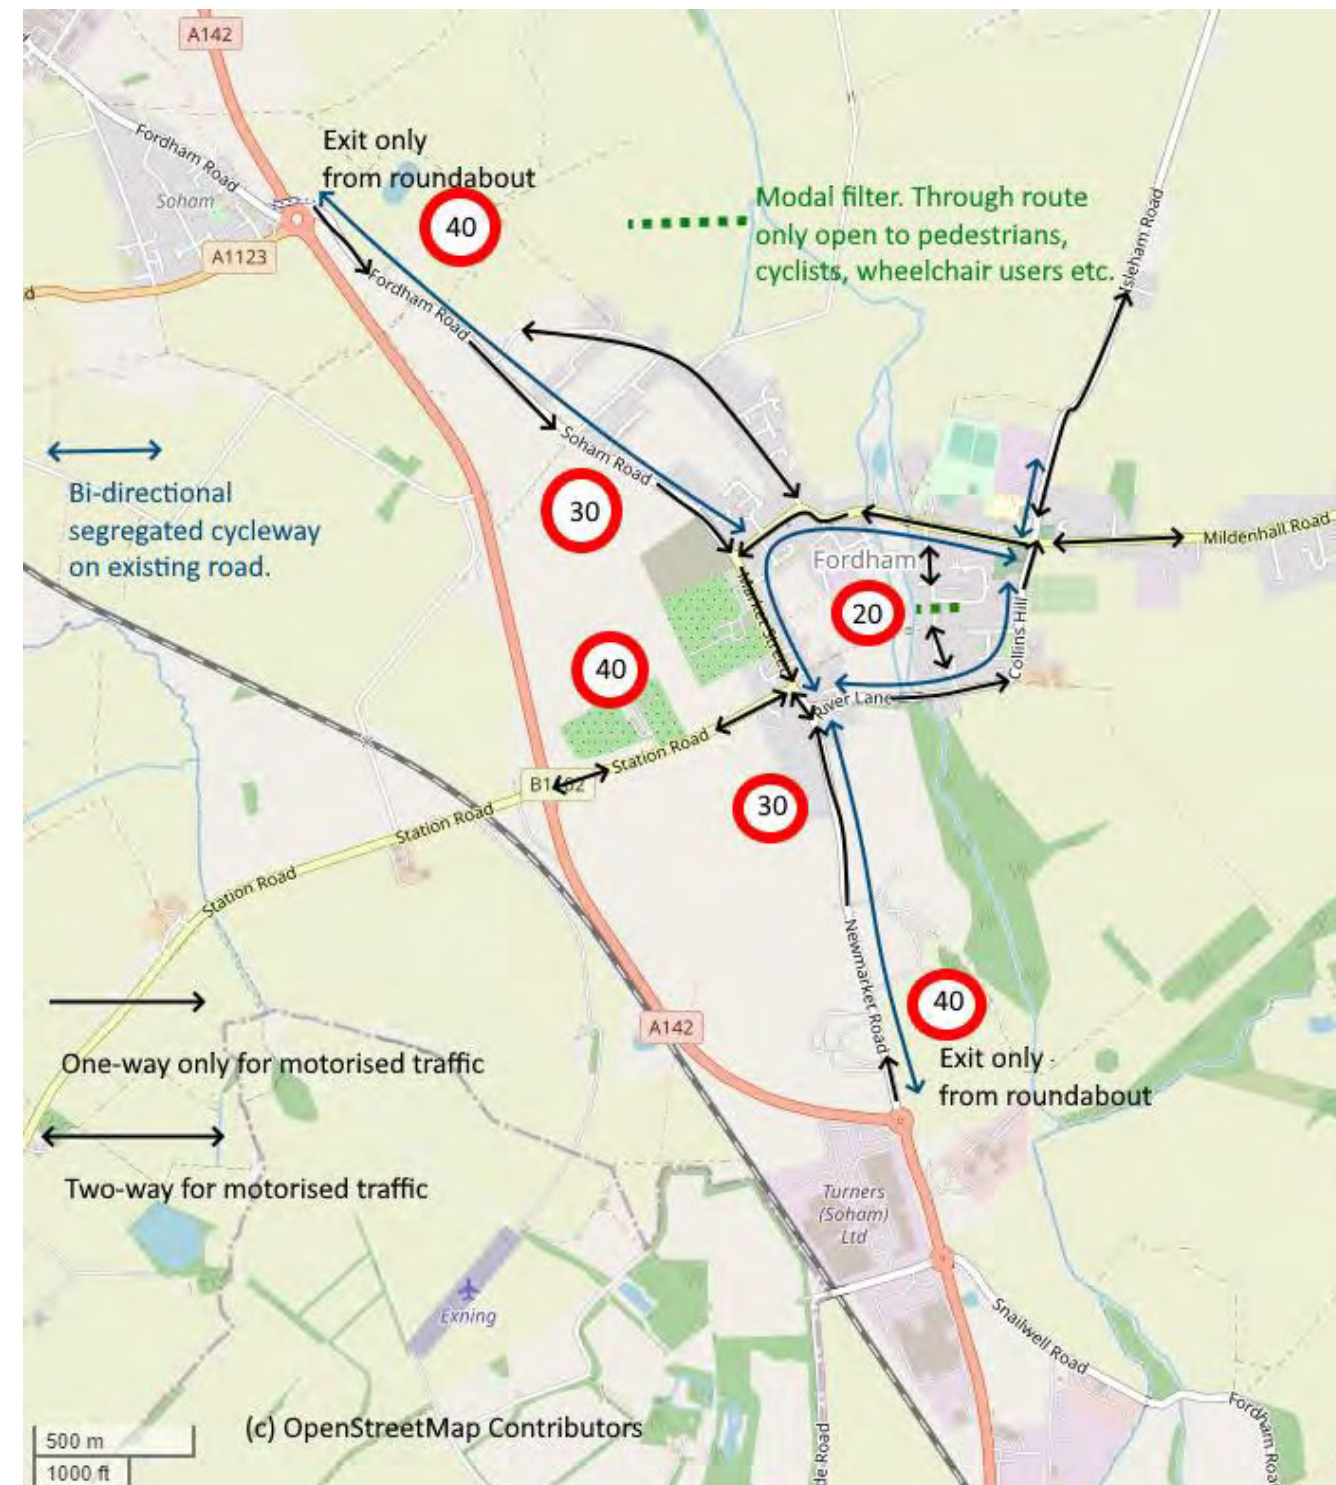 A142
Exit only
from roundabout
Fordham Road
40
Soham
A1123
Modal filter. Through route
only open to pedestrians,
cyclists, wheelchair users etc.
Isleham Road
Fordham Road
Soham Road
Bi-directional
segregated cycleway
on existing road.
30
Mildenhall Road
Fordham
20
Market Street
Collins Hill
40
River Lane
Station Road
30
Station Road
Station Road
Newmarket Road
40
A142
Exit only
from roundabout
One-way only for motorised traffic
Two-way for motorised traffic
Turners
(Soham)
Ltd
Exning
Snailwell Road
Fordham Roa
(c) OpenStreetMap Contributors
500 m
1000 ft